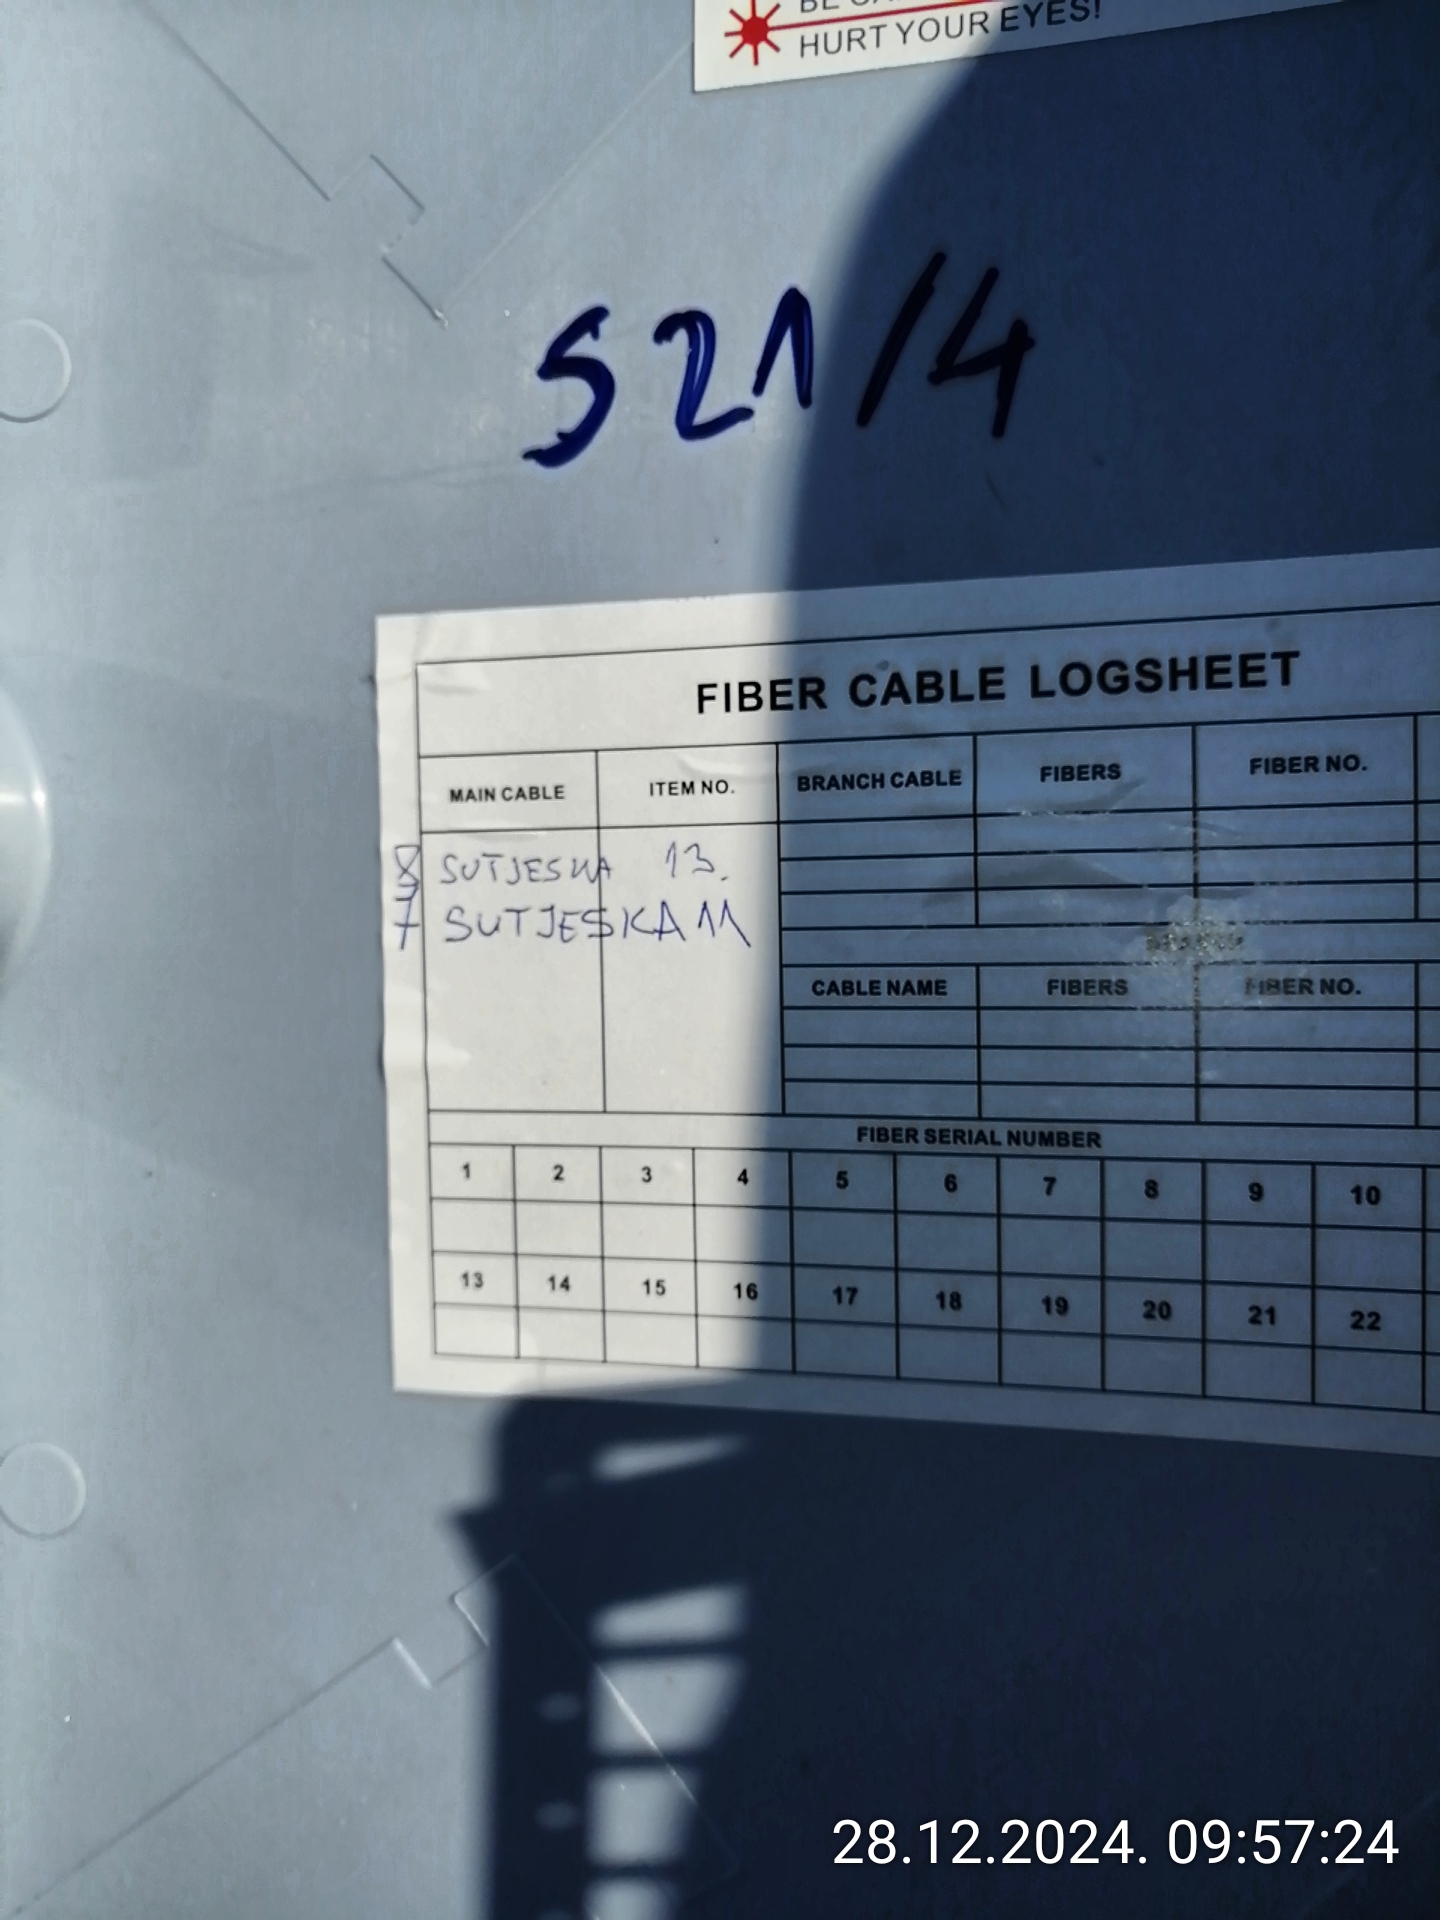 HURT YOUR EYES!
S21/4
FIBER CABLE LOGSHEET
MAIN CABLE ITEM NO. BRANCH CABLE FIBERS FIBER NO.
8 SUTJESKA 13.
7 SUTJESKA 11
CABLE NAME FIBERS FIBER NO.
FIBER SERIAL NUMBER
1 2 3 4 5 6 7 8 9 10
13 14 15 16 17 18 19 20 21 22
28.12.2024. 09:57:24